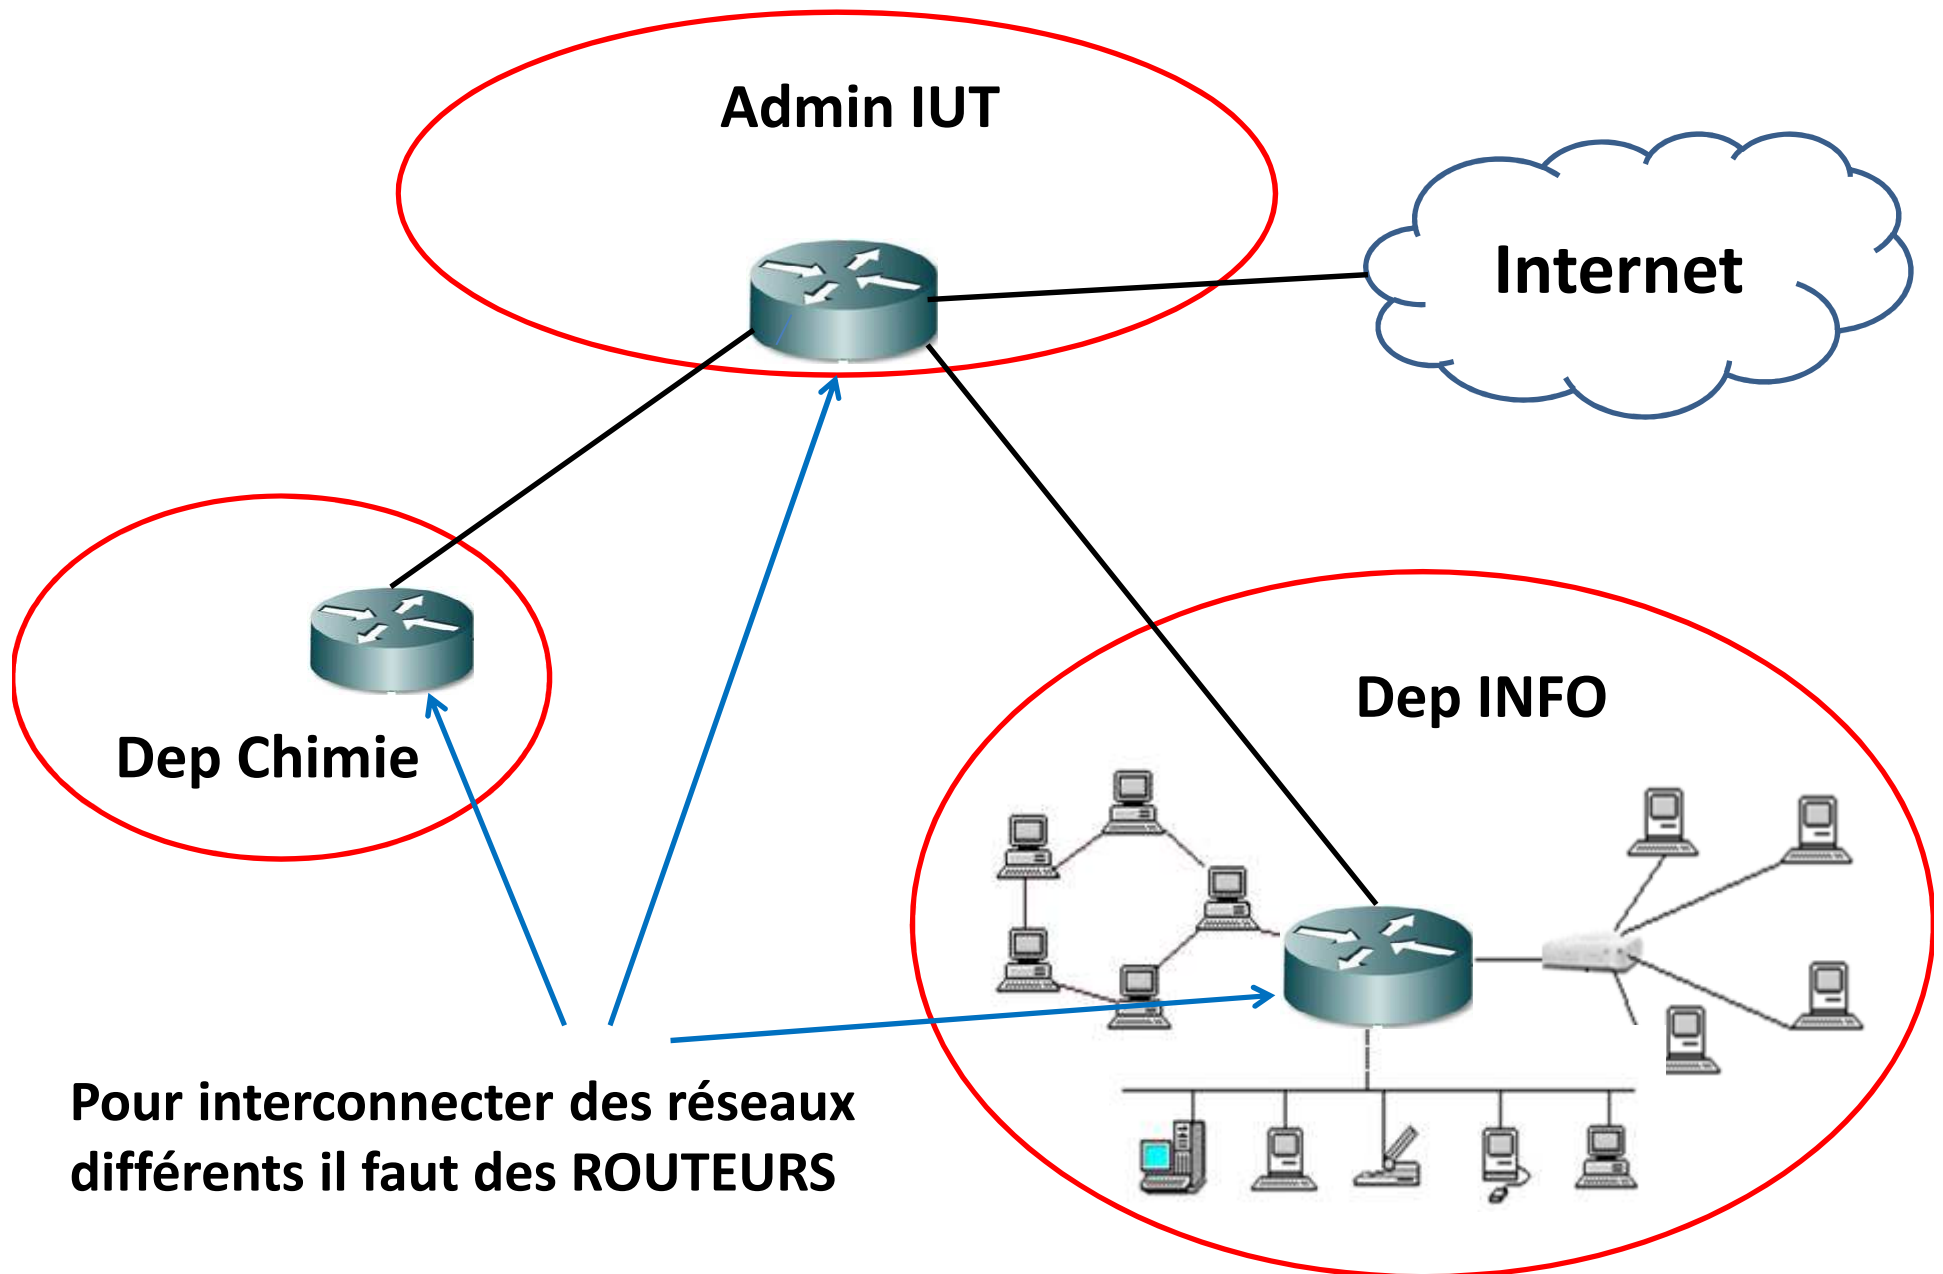 Admin IUT
Internet
Dep Chimie
Dep INFO
Pour interconnecter des réseaux
différents il faut des ROUTEURS